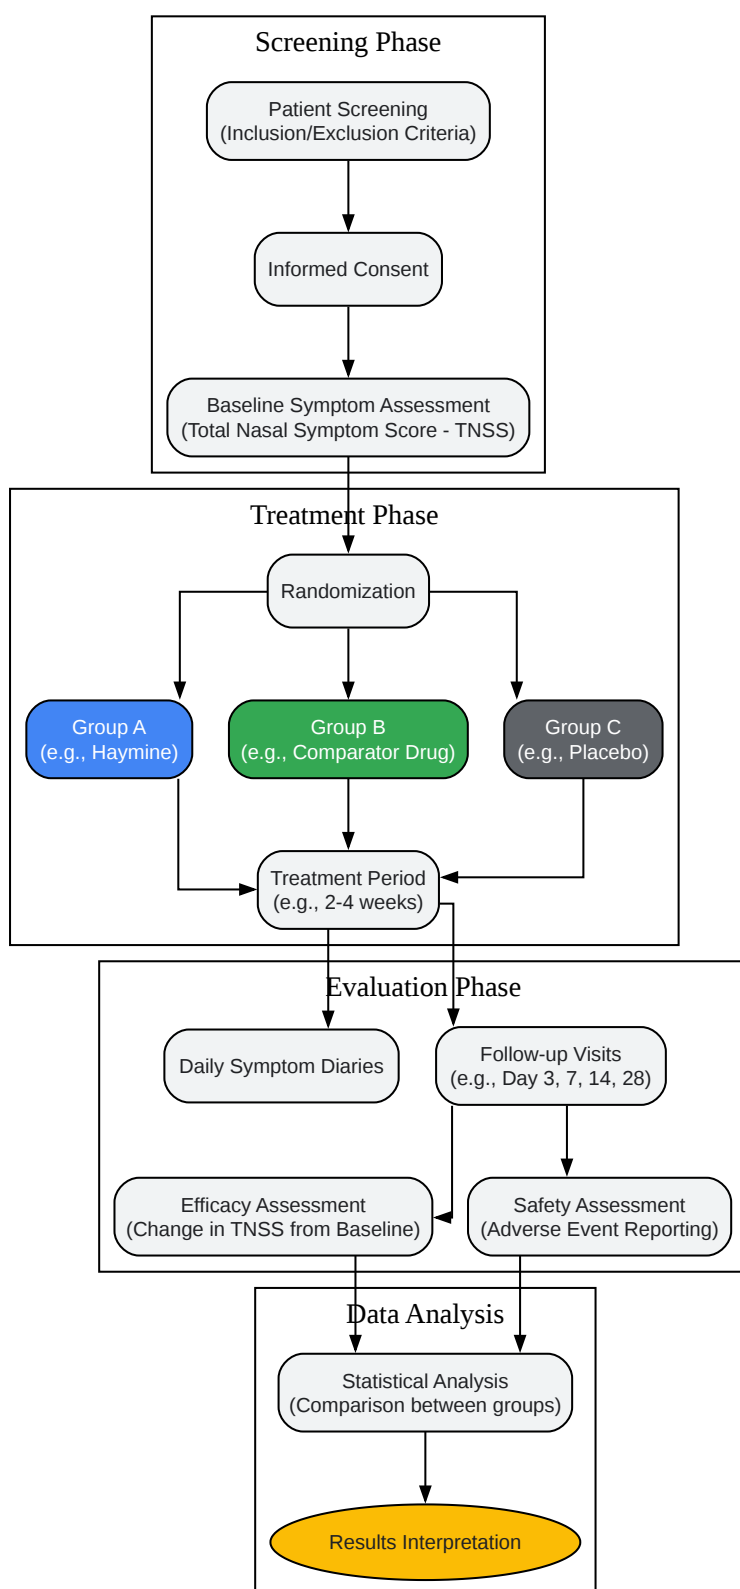 Screening Phase
Patient Screening
(Inclusion/Exclusion Criteria)
Informed Consent
Baseline Symptom Assessment
(Total Nasal Symptom Score - TNSS)
Treatment Phase
Randomization
Group A
(e.g., Haymine)
Group B
(e.g., Comparator Drug)
Group C
(e.g., Placebo)
Treatment Period
(e.g., 2-4 weeks)
Evaluation Phase
Daily Symptom Diaries
Follow-up Visits
(e.g., Day 3, 7, 14, 28)
Efficacy Assessment
(Change in TNSS from Baseline)
Safety Assessment
(Adverse Event Reporting)
Data Analysis
Statistical Analysis
(Comparison between groups)
Results Interpretation